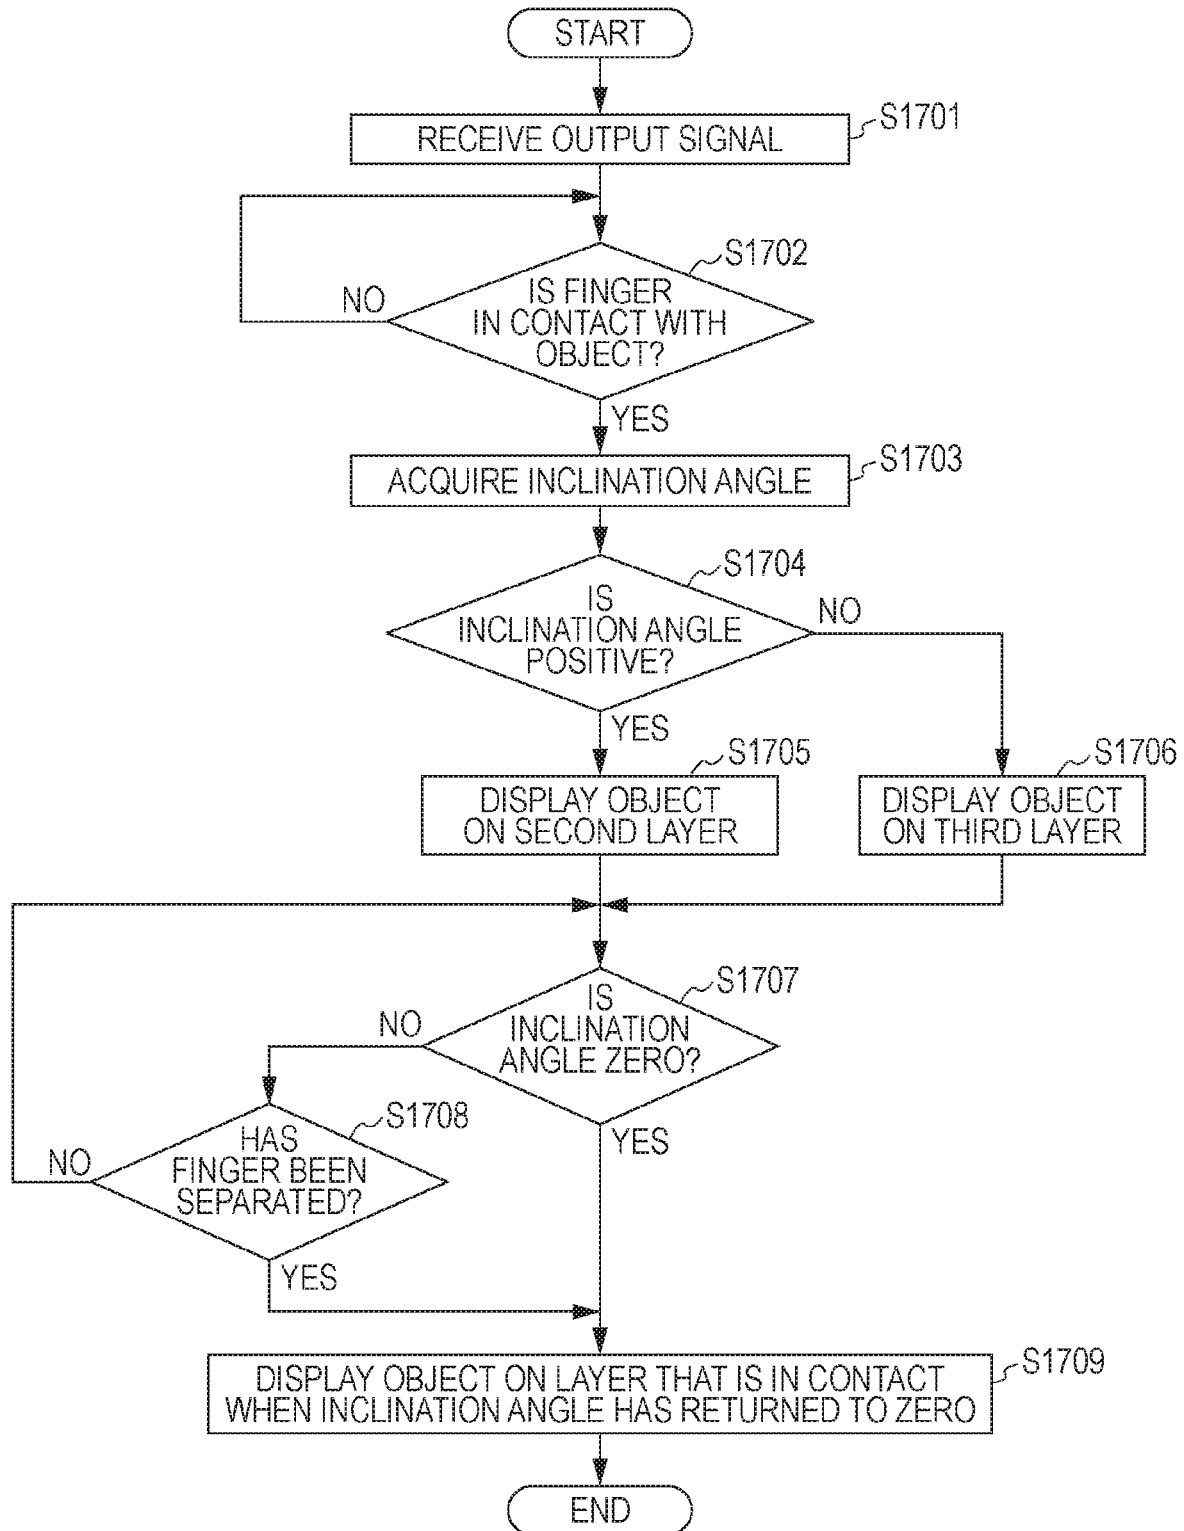 START
S1701
RECEIVE OUTPUT SIGNAL
S1702
IS FINGER
IN CONTACT WITH
OBJECT?
NO
YES
S1703
ACQUIRE INCLINATION ANGLE
S1704
IS
INCLINATION ANGLE
POSITIVE?
NO
YES
S1705
DISPLAY OBJECT
ON SECOND LAYER
S1706
DISPLAY OBJECT
ON THIRD LAYER
S1707
IS
INCLINATION
ANGLE ZERO?
NO
YES
S1708
HAS
FINGER BEEN
SEPARATED?
NO
YES
S1709
DISPLAY OBJECT ON LAYER THAT IS IN CONTACT
WHEN INCLINATION ANGLE HAS RETURNED TO ZERO
END